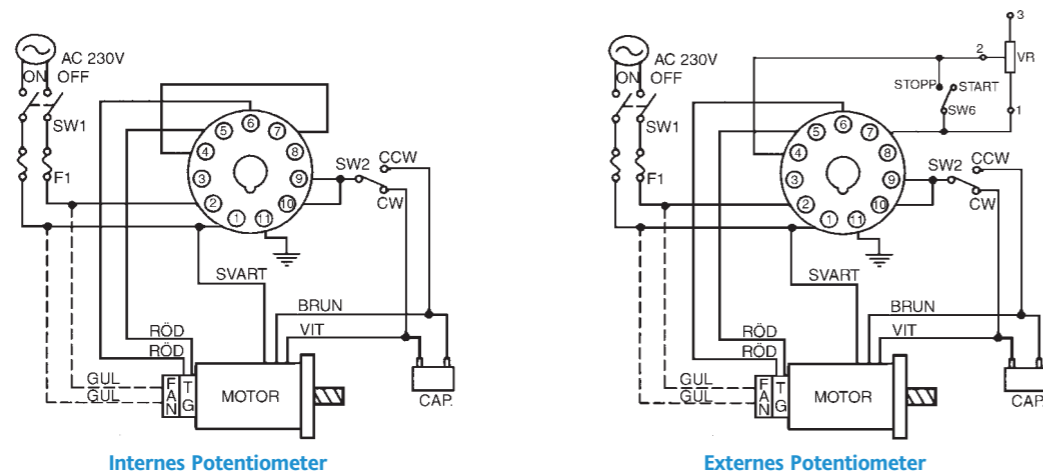 AC 230V
ON OFF
SW1
F1
1
2
3
4
5
6
7
8
9
10
11
SW2
CCW
CW
SVART
BRUN
VIT
RÖD
RÖD
GUL
GUL
FAN
TG
MOTOR
CAP.
Internes Potentiometer
AC 230V
ON OFF
SW1
F1
3
2
VR
STOPP
START
SW6
1
1
2
3
4
5
6
7
8
9
10
11
SW2
CCW
CW
SVART
BRUN
VIT
RÖD
RÖD
GUL
GUL
FAN
TG
MOTOR
CAP.
Externes Potentiometer